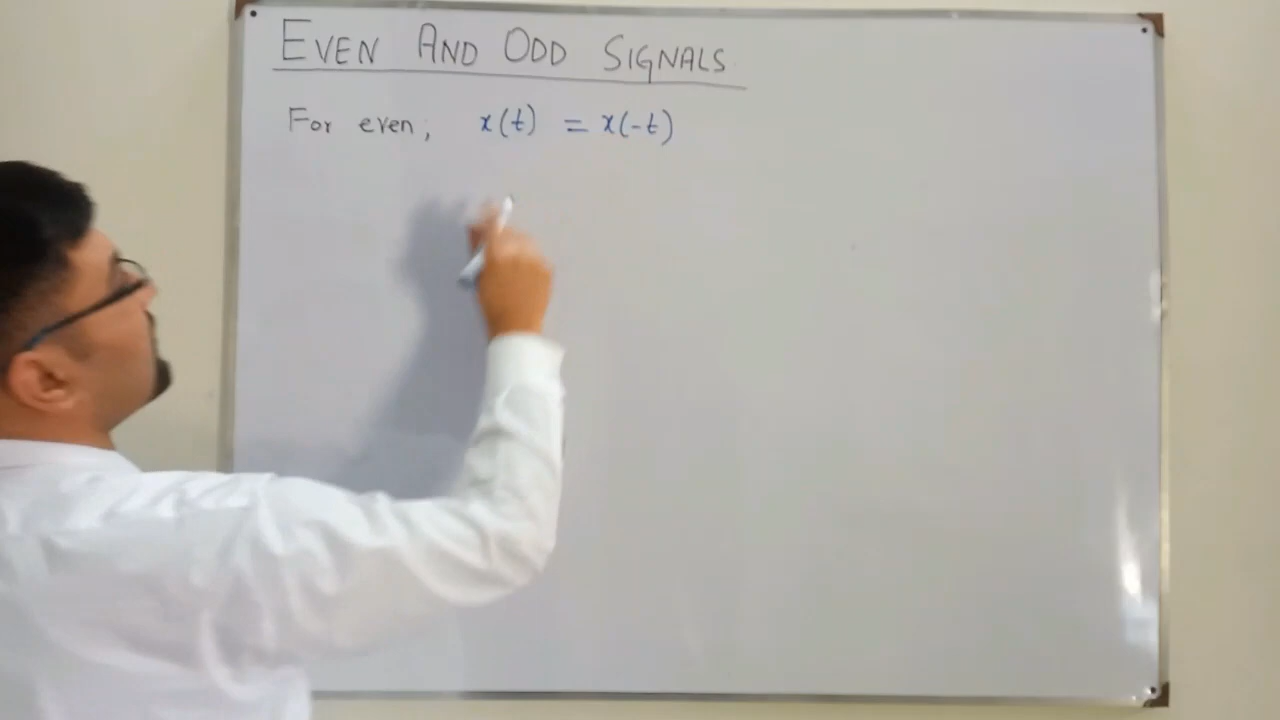 EVEN AND ODD SIGNALS
For even; x(t) = x(-t)